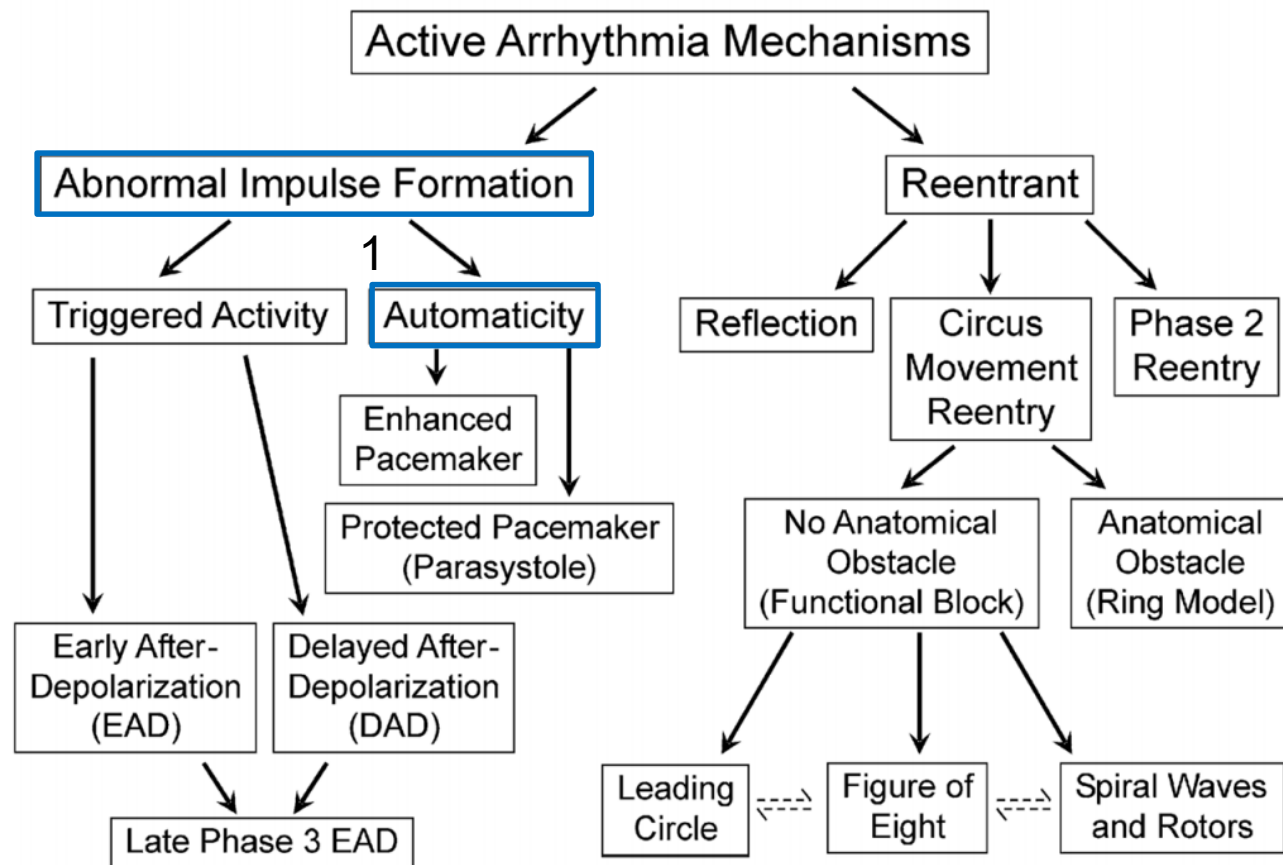 Active Arrhythmia Mechanisms
Abnormal Impulse Formation
Reentrant
1
Triggered Activity
Automaticity
Reflection
Circus
Movement
Reentry
Phase 2
Reentry
Enhanced
Pacemaker
Protected Pacemaker
(Parasystole)
No Anatomical
Obstacle
(Functional Block)
Anatomical
Obstacle
(Ring Model)
Early After-
Depolarization
(EAD)
Delayed After-
Depolarization
(DAD)
Late Phase 3 EAD
Leading
Circle
Figure of
Eight
Spiral Waves
and Rotors